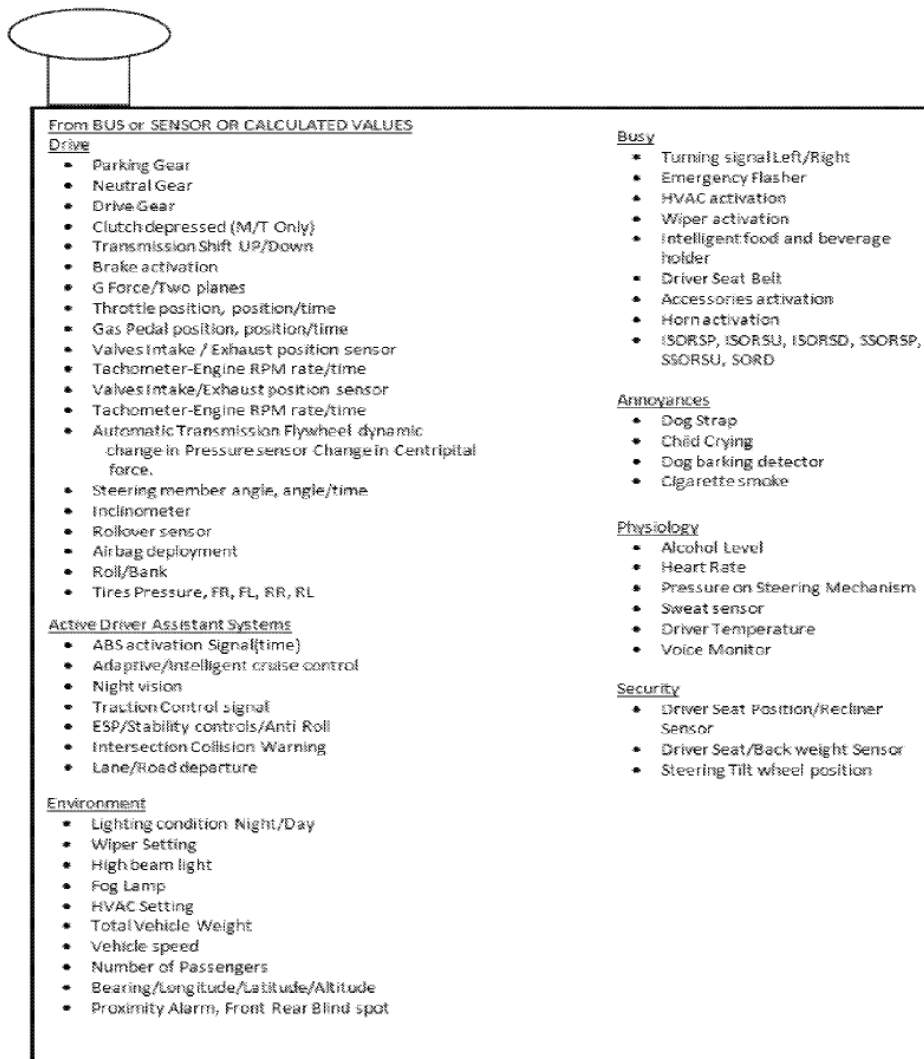 From BUS or SENSOR OR CALCULATED VALUES
Drive
• Parking Gear
• Neutral Gear
• Drive Gear
• Clutch depressed (M/T Only)
• Transmission Shift UP/Down
• Brake activation
• G Force/Two planes
• Throttle position, position/time
• Gas Pedal position, position/time
• Valves Intake / Exhaust position sensor
• Tachometer-Engine RPM rate/time
• Valves Intake/Exhaust position sensor
• Tachometer-Engine RPM rate/time
• Automatic Transmission Flywheel dynamic
change in Pressure sensor Change in Centripital
force.
• Steering member angle, angle/time
• Inclinometer
• Rollover sensor
• Airbag deployment
• Roll/Bank
• Tires Pressure, FR, FL, RR, RL
Active Driver Assistant Systems
• ABS activation Signal(time)
• Adaptive/Intelligent cruise control
• Night vision
• Traction Control signal
• ESP/Stability controls/Anti Roll
• Intersection Collision Warning
• Lane/Road departure
Environment
• Lighting condition Night/Day
• Wiper Setting
• High beam light
• Fog Lamp
• HVAC Setting
• Total Vehicle Weight
• Vehicle speed
• Number of Passengers
• Bearing/Longitude/Latitude/Altitude
• Proximity Alarm, Front Rear Blind spot
Busy
• Turning signal Left/Right
• Emergency Flasher
• HVAC activation
• Wiper activation
• Intelligent food and beverage
holder
• Driver Seat Belt
• Accessories activation
• Horn activation
• ISORSP, ISORSU, ISORSD, SSORSP,
SSORSU, SORD
Annoyances
• Dog Strap
• Child Crying
• Dog barking detector
• Cigarette smoke
Physiology
• Alcohol Level
• Heart Rate
• Pressure on Steering Mechanism
• Sweat sensor
• Driver Temperature
• Voice Monitor
Security
• Driver Seat Position/Recliner
Sensor
• Driver Seat/Back weight Sensor
• Steering Tilt wheel position